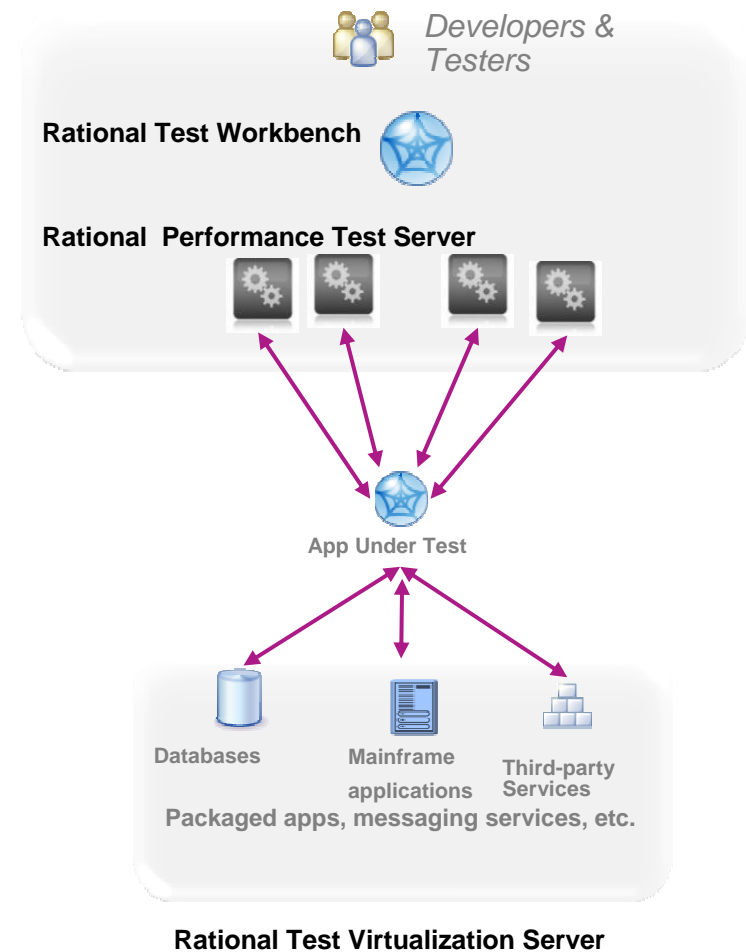 Developers &
Testers
Rational Test Workbench
Rational Performance Test Server
App Under Test
Databases
Mainframe
applications
Third-party
Services
Packaged apps, messaging services, etc.
Rational Test Virtualization Server